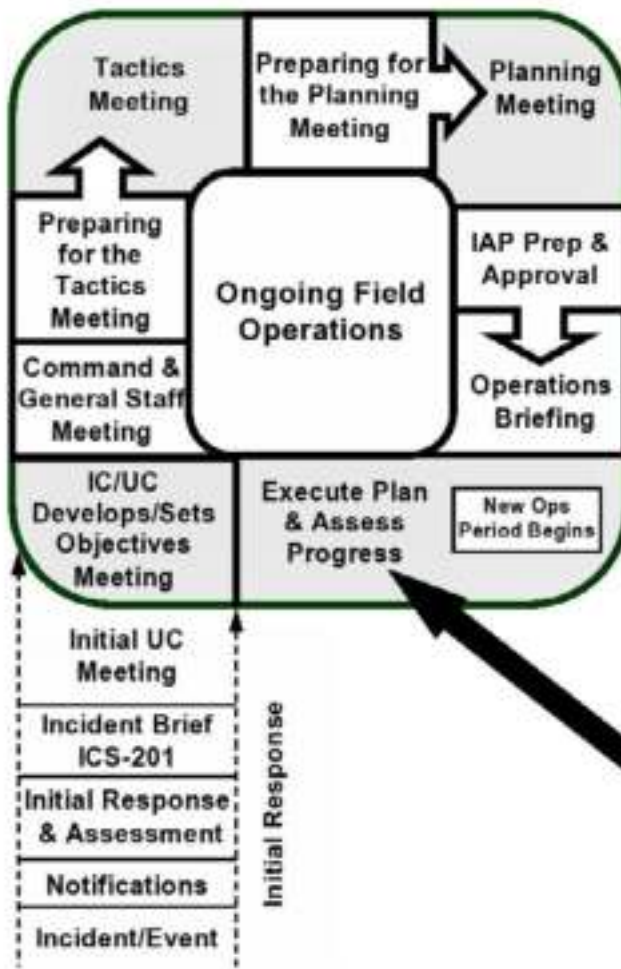 Tactics
Meeting
Preparing for
the Planning
Meeting
Planning
Meeting
Preparing
for the
Tactics
Meeting
Ongoing Field
Operations
IAP Prep &
Approval
Command &
General Staff
Meeting
Operations
Briefing
IC/UC
Develops/Sets
Objectives
Meeting
Execute Plan
& Assess
Progress
New Ops
Period Begins
Initial UC
Meeting
Incident Brief
ICS-201
Initial Response
& Assessment
Notifications
Incident/Event
Initial Response